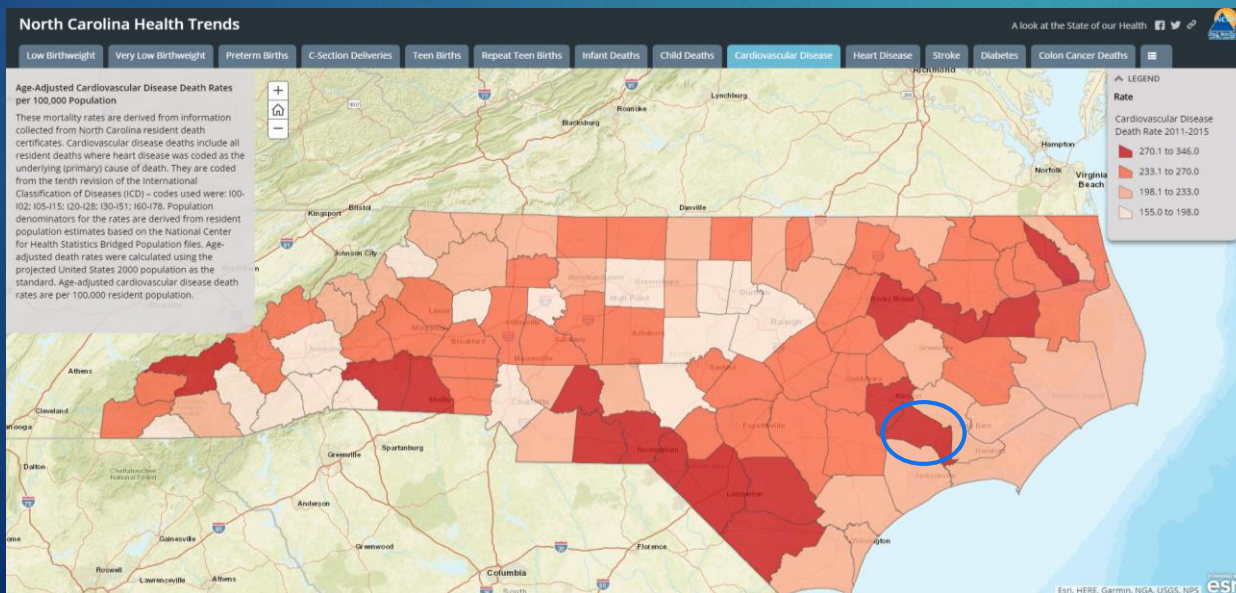 North Carolina Health Trends
A look at the State of our Health
Low Birthweight
Very Low Birthweight
Preterm Births
C-Section Deliveries
Teen Births
Repeat Teen Births
Infant Deaths
Child Deaths
Cardiovascular Disease
Heart Disease
Stroke
Diabetes
Colon Cancer Deaths
Age-Adjusted Cardiovascular Disease Death Rates
per 100,000 Population
These mortality rates are derived from information
collected from North Carolina resident death
certificates. Cardiovascular disease deaths include all
resident deaths where heart disease was coded as the
underlying (primary) cause of death. They are coded
from the tenth revision of the International
Classification of Diseases (ICD) – codes used were: I00-
I02; I05-I15; I20-I28; I30-I51; I60-I78. Population
denominators for the rates are derived from resident
population estimates based on the National Center
for Health Statistics Bridged Population files. Age-
adjusted death rates were calculated using the
projected United States 2000 population as the
standard. Age-adjusted cardiovascular disease death
rates are per 100,000 resident population.
+
−
LEGEND
Rate
Cardiovascular Disease
Death Rate 2011-2015
270.1 to 346.0
233.1 to 270.0
198.1 to 233.0
155.0 to 198.0
Lynchburg
Roanoke
Blacksburg
Hampton
Norfolk
Virginia
Beach
Danville
Bristol
Kingsport
Johnson City
Greensboro
High Point
Raleigh
Rocky Mount
Asheboro
Greenville
Fayetteville
Lumberton
Jacksonville
Athens
Cleveland
Dalton
Chattahoochee
National Forest
Greenville
Spartanburg
Anderson
Gainesville
Greenwood
Florence
Roswell
Lawrenceville
Athens
Columbia
Esri, HERE, Garmin, NGA, USGS, NPS
POWERED BY
esri